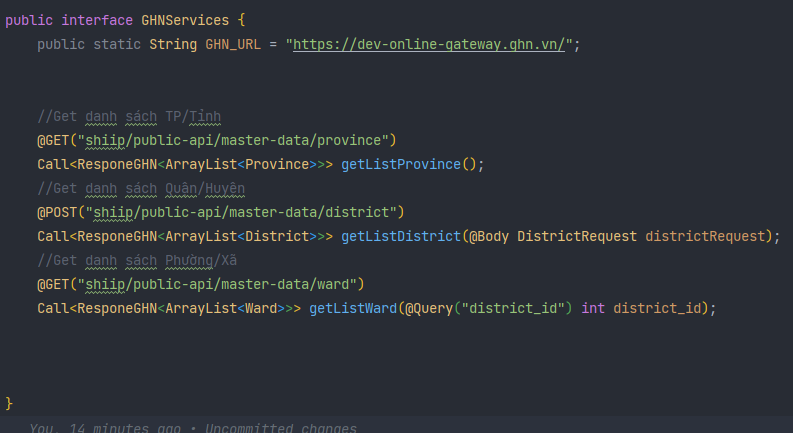 public interface GHNServices {
public static String GHN_URL = "https://dev-online-gateway.ghn.vn/";
//Get danh sách TP/Tỉnh
@GET("shiip/public-api/master-data/province")
Call<ResponeGHN<ArrayList<Province>>> getListProvince();
//Get danh sách Quận/Huyện
@POST("shiip/public-api/master-data/district")
Call<ResponeGHN<ArrayList<District>>> getListDistrict(@Body DistrictRequest districtRequest);
//Get danh sách Phường/Xã
@GET("shiip/public-api/master-data/ward")
Call<ResponeGHN<ArrayList<Ward>>> getListWard(@Query("district_id") int district_id);
}
You, 14 minutes ago • Uncommitted changes